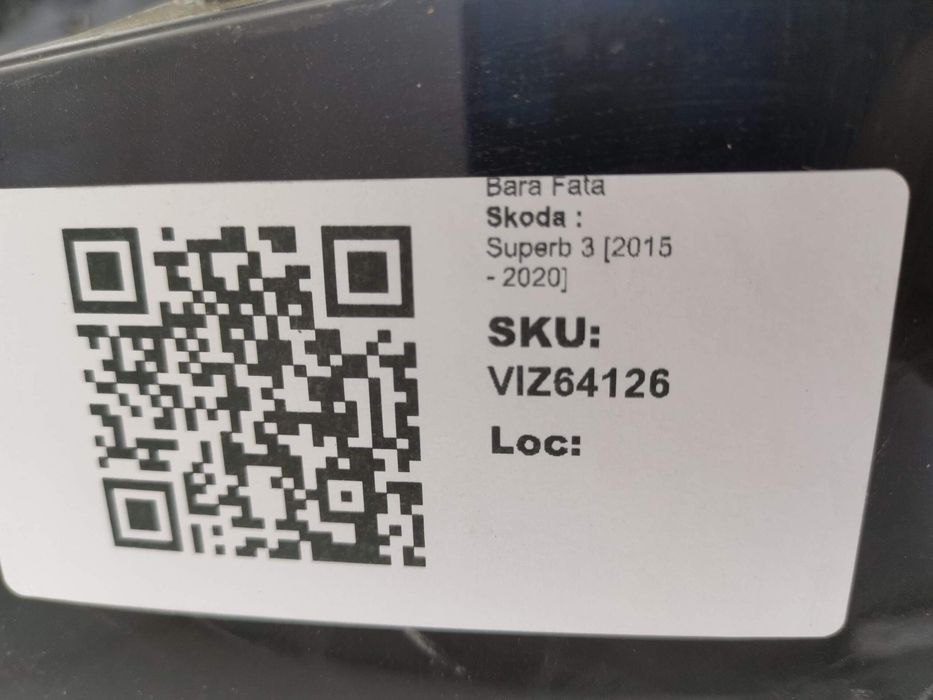 Bara Fata
Skoda :
Superb 3 [2015
- 2020]
SKU:
VIZ64126
Loc: